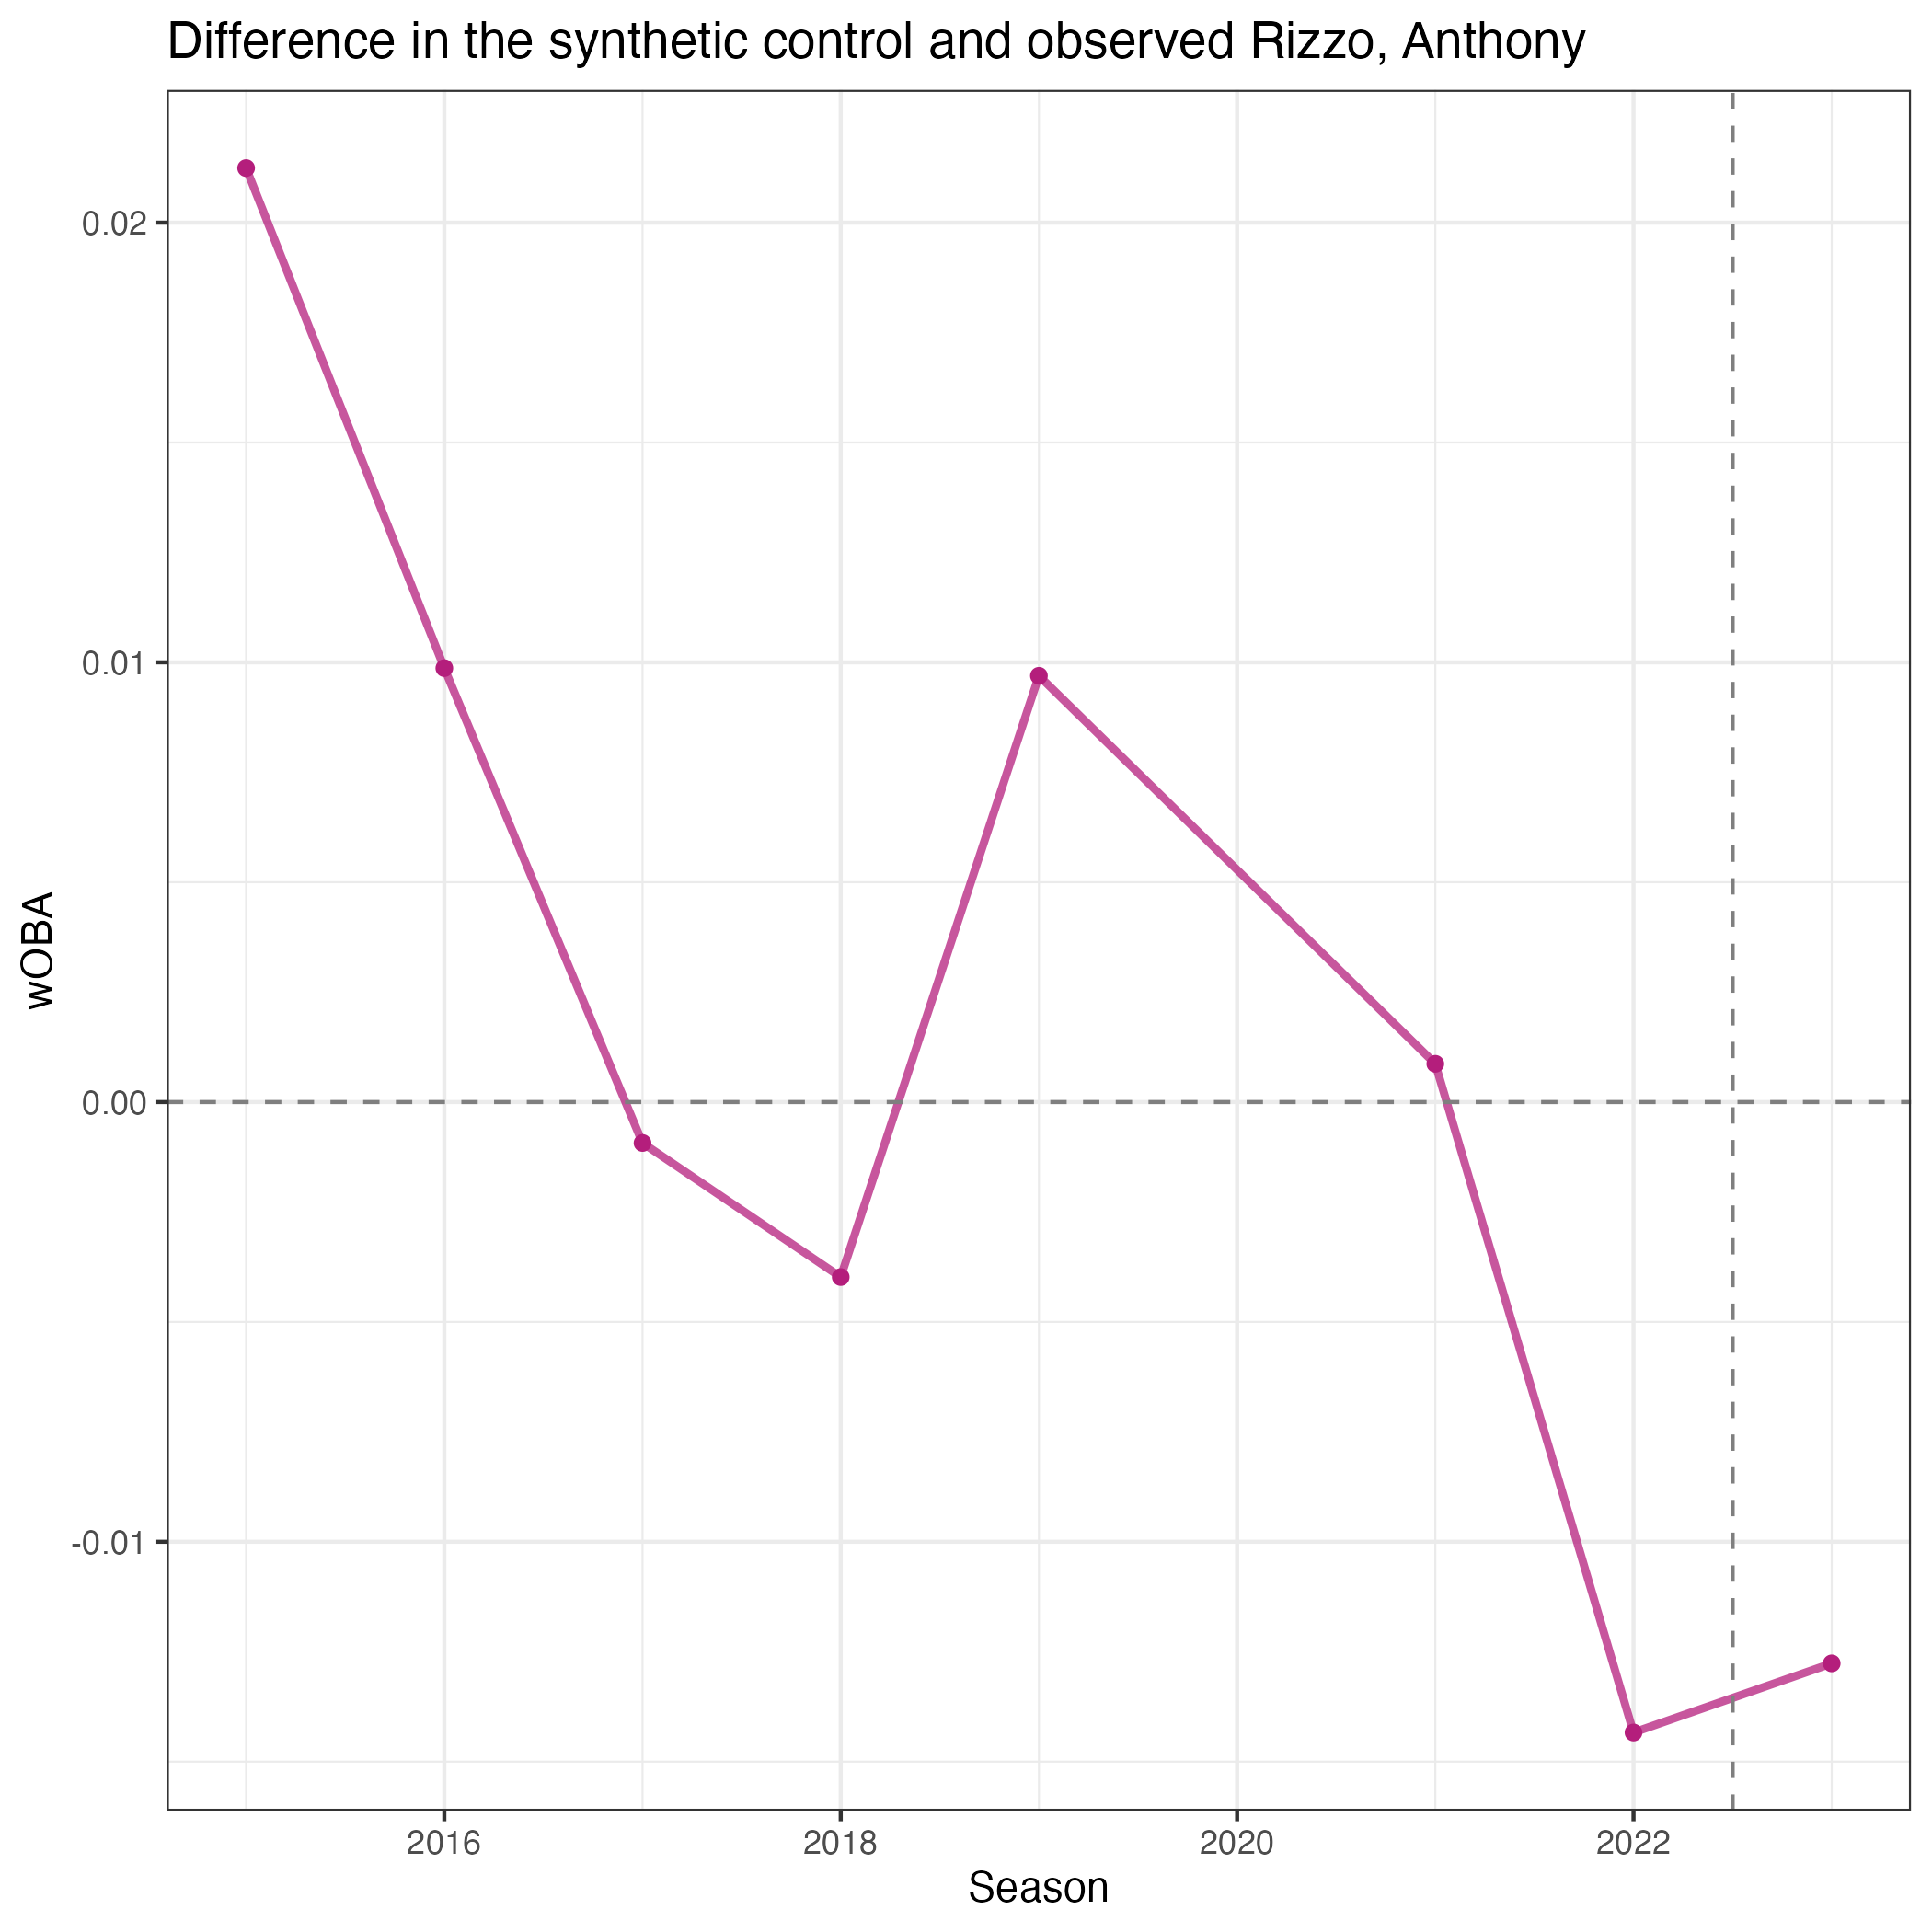 Difference in the synthetic control and observed Rizzo, Anthony
wOBA
0.02
0.01
0.00
-0.01
2016 2018 2020 2022
Season